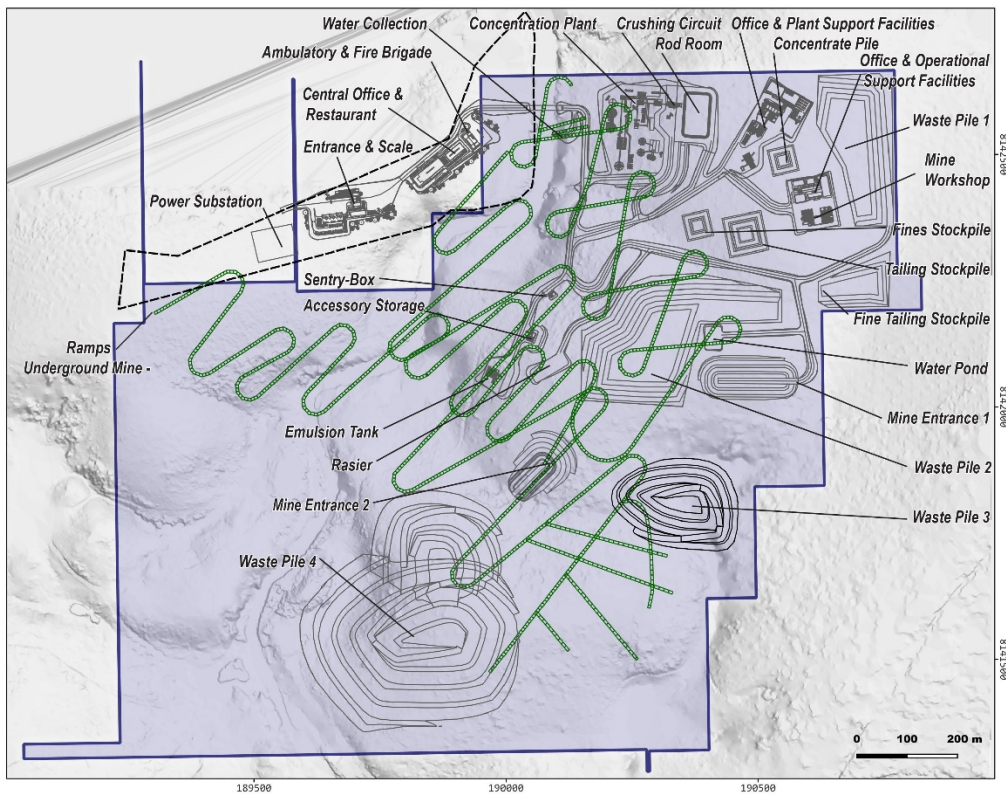 Water Collection
Concentration Plant
Crushing Circuit
Rod Room
Office & Plant Support Facilities
Concentrate Pile
Ambulatory & Fire Brigade
Office & Operational
Support Facilities
Central Office &
Restaurant
Waste Pile 1
Entrance & Scale
Mine
Workshop
Power Substation
Fines Stockpile
Tailing Stockpile
Sentry-Box
Accessory Storage
Fine Tailing Stockpile
Ramps
Underground Mine -
Water Pond
Mine Entrance 1
Emulsion Tank
Rasier
Waste Pile 2
Mine Entrance 2
Waste Pile 3
Waste Pile 4
8142500
8142000
8141500
0 100 200 m
189500
190000
190500